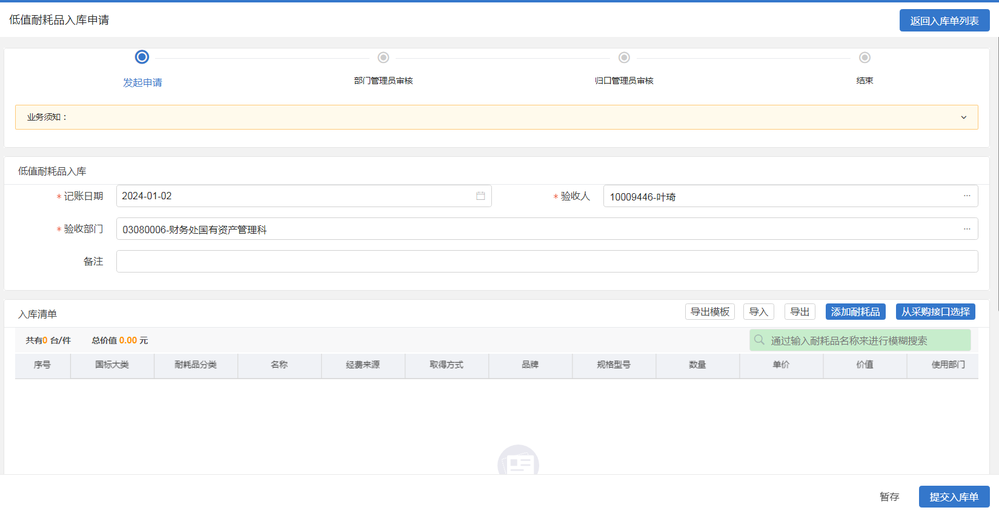 低值耐耗品入库申请
返回入库单列表
发起申请
部门管理员审核
归口管理员审核
结束
业务须知：
低值耐耗品入库
* 记账日期
2024-01-02
* 验收人
10009446-叶琦
* 验收部门
03080006-财务处国有资产管理科
备注
入库清单
导出模板
导入
导出
添加耐耗品
从采购接口选择
共有0 台/件
总价值 0.00 元
通过输入耐耗品名称来进行模糊搜索
序号
国标大类
耐耗品分类
名称
经费来源
取得方式
品牌
规格型号
数量
单价
价值
使用部门
暂存
提交入库单